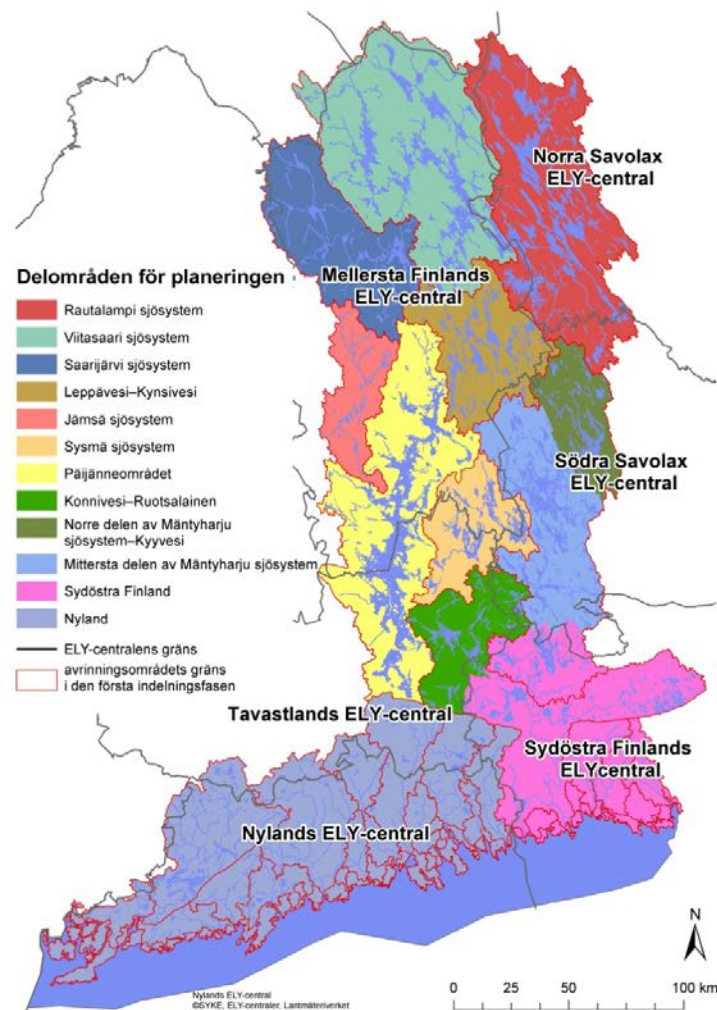 Norra Savolax
ELY-central
Mellersta Finlands
ELY-central
Delområden för planeringen
Rautalampi sjösystem
Viitasaari sjösystem
Saarijärvi sjösystem
Leppävesi–Kynsivesi
Jämsä sjösystem
Sysmä sjösystem
Päijänneområdet
Konnivesi–Ruotsalainen
Norre delen av Mäntyharju
sjösystem–Kyyvesi
Mittersta delen av Mäntyharju sjösystem
Sydöstra Finland
Nyland
ELY-centralens gräns
avrinningsområdets gräns
i den första indelningsfasen
Södra Savolax
ELY-central
Tavastlands ELY-central
Sydöstra Finlands
ELYcentral
Nylands ELY-central
N
Nylands ELY-central
©SYKE, ELY-centraler, Lantmäteriverket
0 25 50 100 km